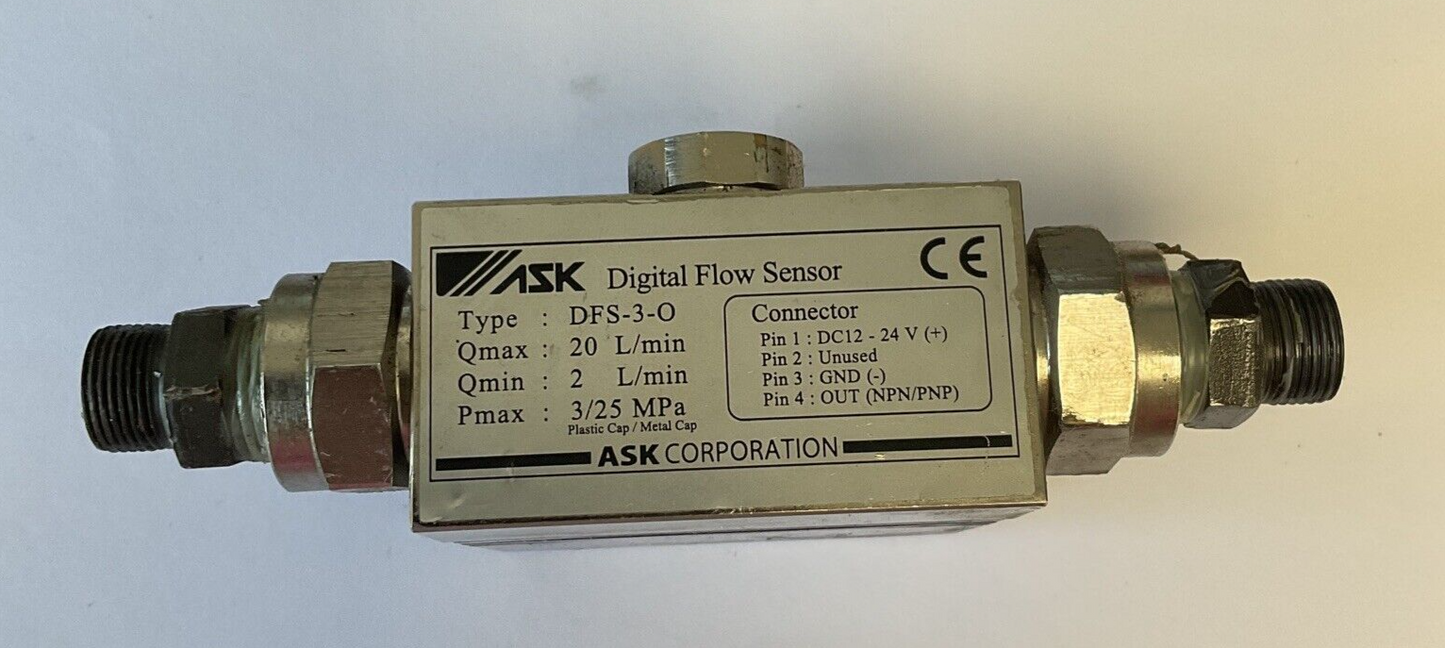 ASK Digital Flow Sensor CE
Type : DFS-3-O
Qmax : 20 L/min
Qmin : 2 L/min
Pmax : 3/25 MPa
Plastic Cap / Metal Cap
Connector
Pin 1 : DC12 - 24 V (+)
Pin 2 : Unused
Pin 3 : GND (-)
Pin 4 : OUT (NPN/PNP)
ASK CORPORATION